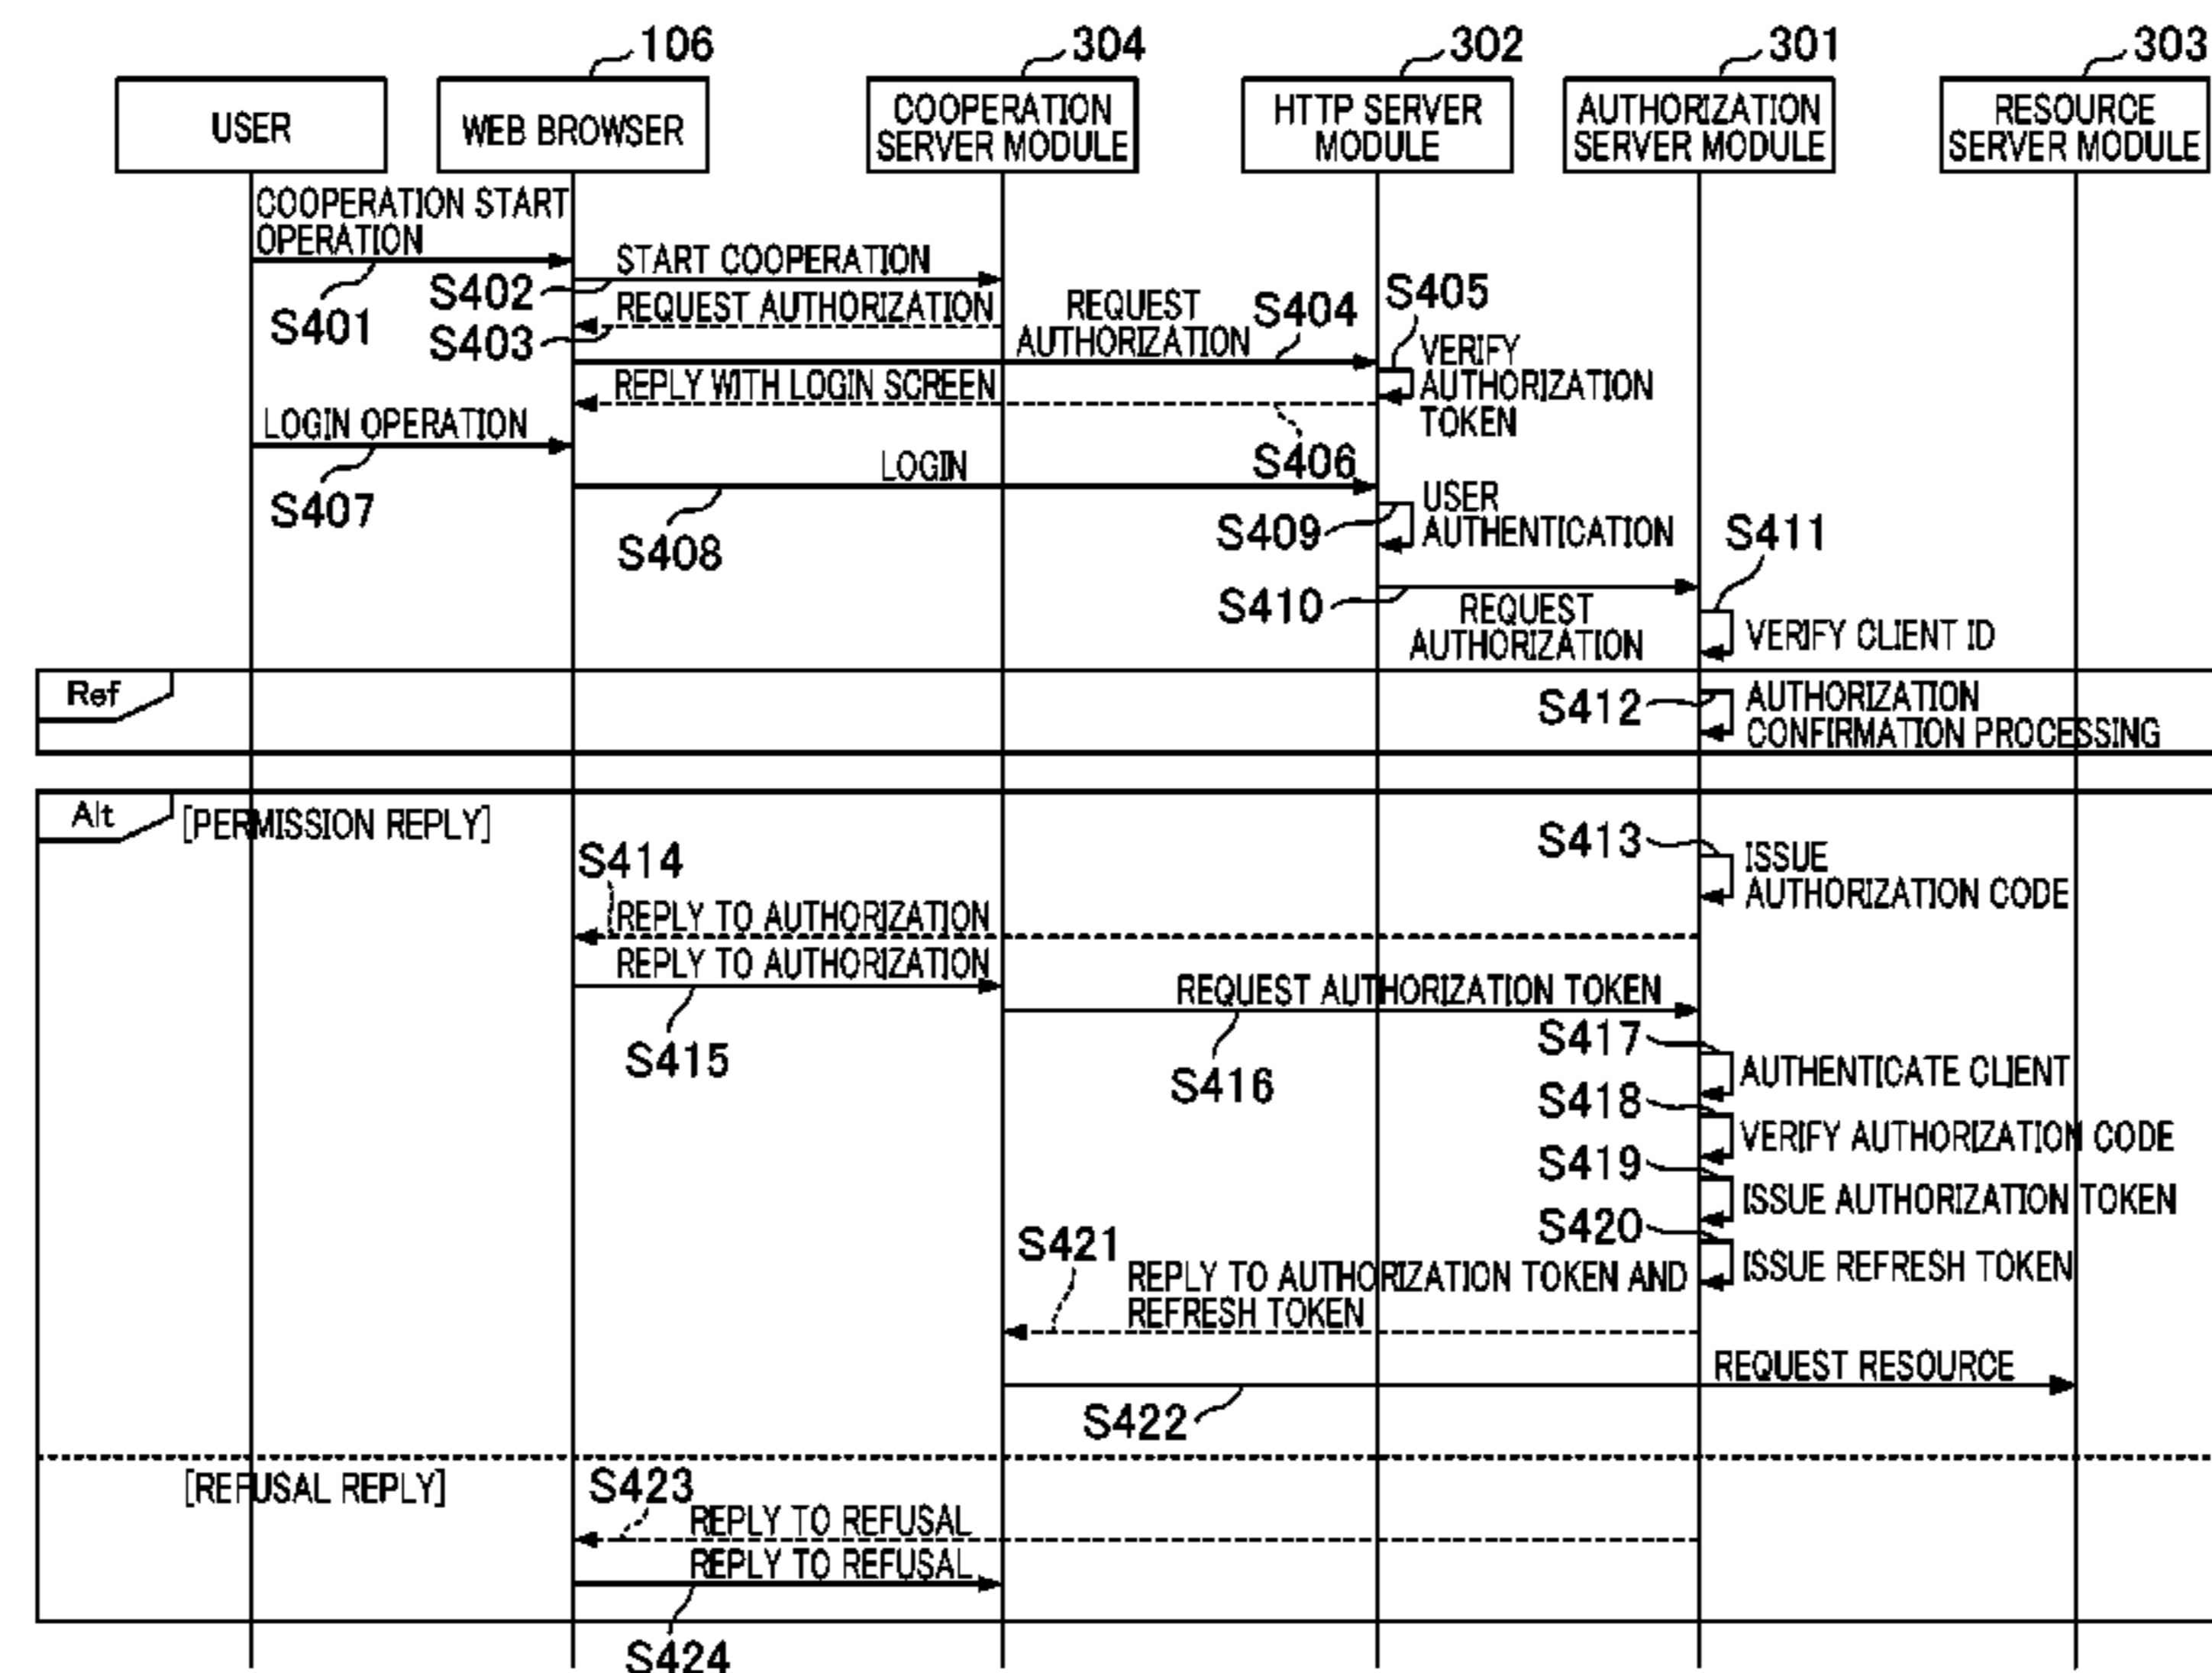 106
304
302
301
303
USER
WEB BROWSER
COOPERATION
SERVER MODULE
HTTP SERVER
MODULE
AUTHORIZATION
SERVER MODULE
RESOURCE
SERVER MODULE
COOPERATION START
OPERATION
S401
START COOPERATION
S402
REQUEST AUTHORIZATION
S403
REQUEST
AUTHORIZATION
S404
S405
VERIFY
AUTHORIZATION
TOKEN
REPLY WITH LOGIN SCREEN
S406
LOGIN OPERATION
S407
LOGIN
S408
S409
USER
AUTHENTICATION
S410
REQUEST
AUTHORIZATION
S411
VERIFY CLIENT ID
Ref
S412
AUTHORIZATION
CONFIRMATION PROCESSING
Alt
[PERMISSION REPLY]
S413
ISSUE
AUTHORIZATION CODE
S414
REPLY TO AUTHORIZATION
REPLY TO AUTHORIZATION
S415
REQUEST AUTHORIZATION TOKEN
S416
S417
AUTHENTICATE CLIENT
S418
VERIFY AUTHORIZATION CODE
S419
ISSUE AUTHORIZATION TOKEN
S420
ISSUE REFRESH TOKEN
S421
REPLY TO AUTHORIZATION TOKEN AND
REFRESH TOKEN
REQUEST RESOURCE
S422
[REFUSAL REPLY]
S423
REPLY TO REFUSAL
REPLY TO REFUSAL
S424